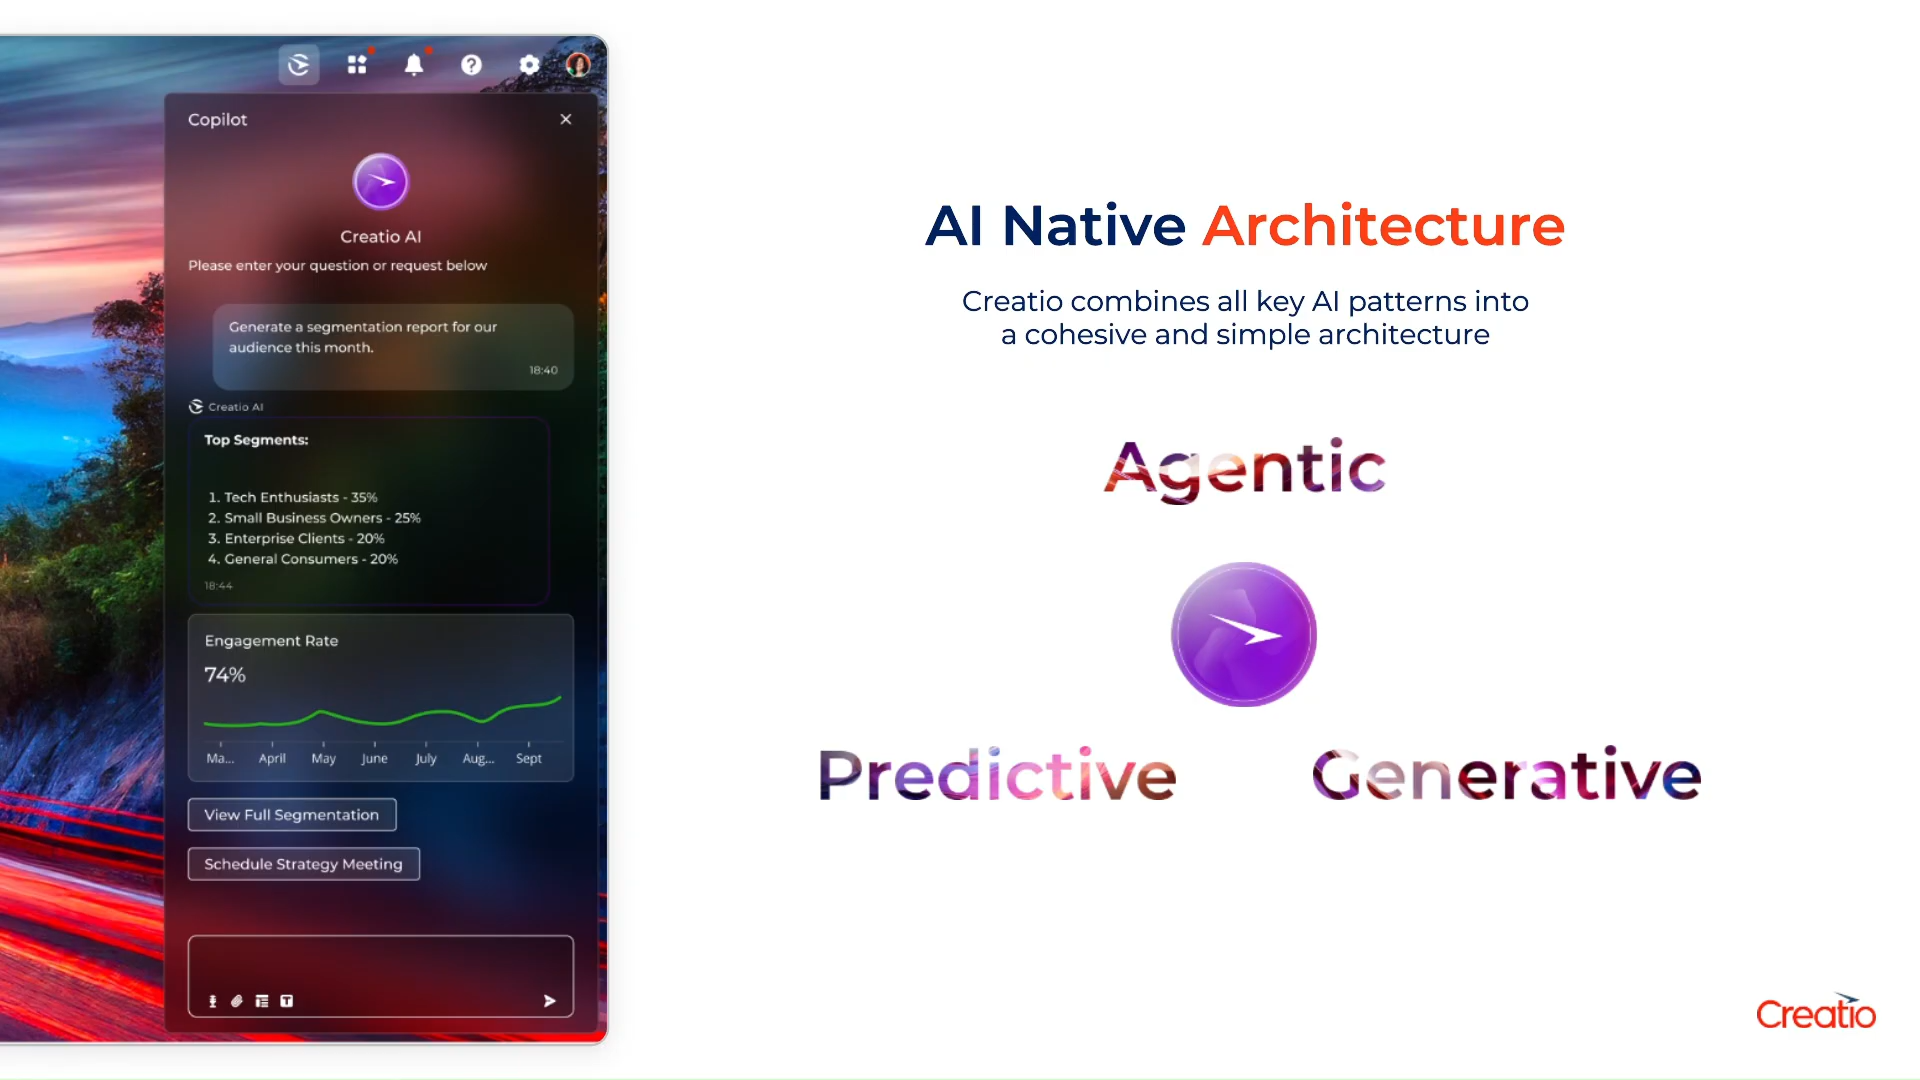 Copilot
Creatio AI
Please enter your question or request below
Generate a segmentation report for our
audience this month.
18:40
Creatio AI
Top Segments:
1. Tech Enthusiasts - 35%
2. Small Business Owners - 25%
3. Enterprise Clients - 20%
4. General Consumers - 20%
18:44
Engagement Rate
74%
Ma... April May June July Aug... Sept
View Full Segmentation
Schedule Strategy Meeting
AI Native Architecture
Creatio combines all key AI patterns into
a cohesive and simple architecture
Agentic
Predictive
Generative
Creatio